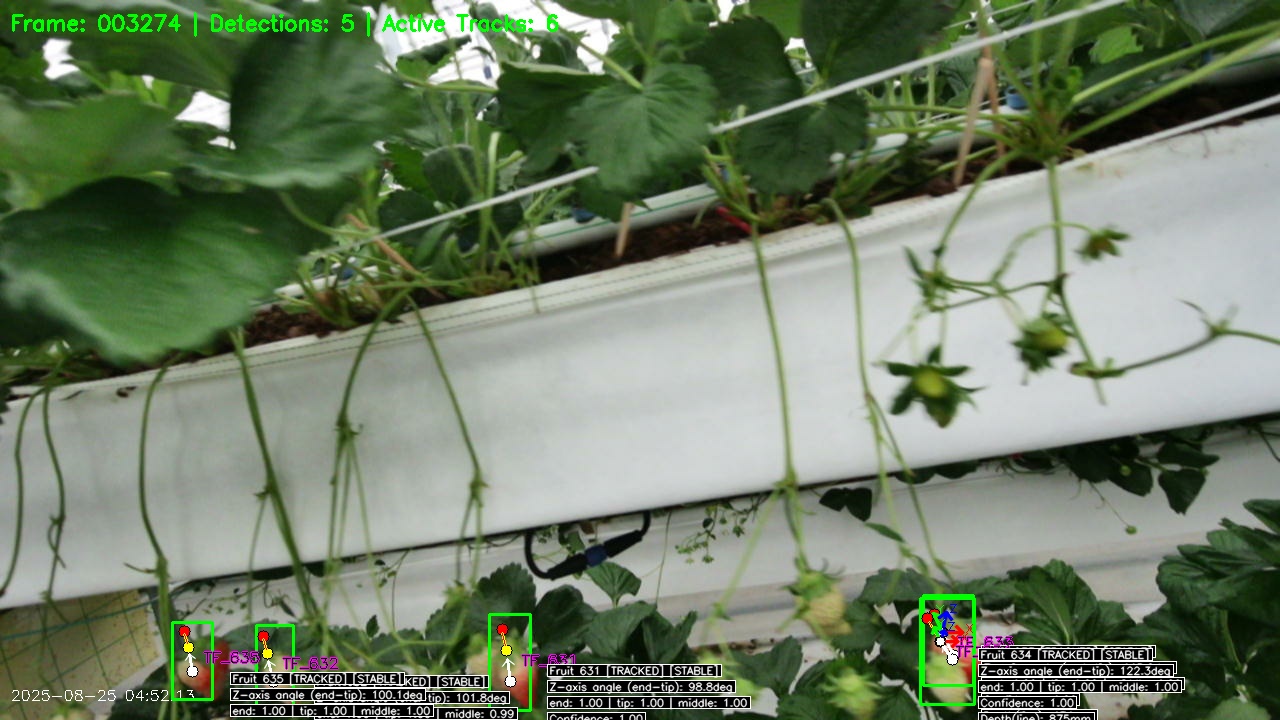 Frame: 003274 | Detections: 5 | Active Tracks: 6
TF_635
TF_632
TF_631
TF_633
TF
Fruit 634 [TRACKED] [STABLE]
Z-axis angle (end-tip): 122.3deg
end: 1.00 | tip: 1.00 | middle: 1.00
Confidence: 1.00
Depth(line): 875mm
Fruit 631 [TRACKED] [STABLE]
Z-axis angle (end-tip): 98.8deg
end: 1.00 | tip: 1.00 | middle: 1.00
Confidence: 1.00
Fruit 635 [TRACKED] [STABLE]
KED] [STABLE]
Z-axis angle (end-tip): 100.1deg
tip): 101.8deg
end: 1.00 | tip: 1.00 | middle: 1.00
middle: 0.99
2025-08-25 04:52:13